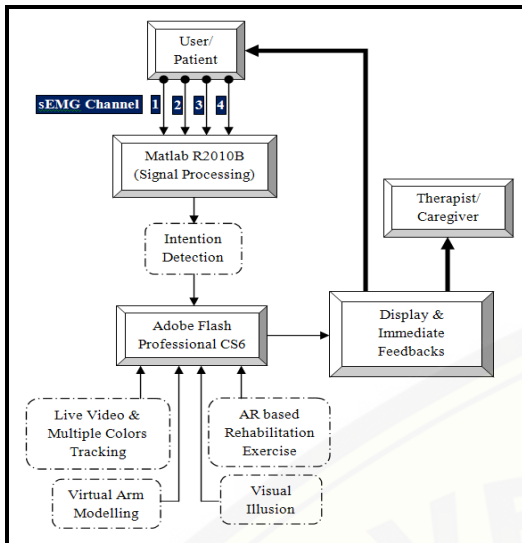 User/
Patient
sEMG Channel 1 2 3 4
Matlab R2010B
(Signal Processing)
Therapist/
Caregiver
Intention
Detection
Adobe Flash
Professional CS6
Display &
Immediate
Feedbacks
Live Video &
Multiple Colors
Tracking
AR based
Rehabilitation
Exercise
Virtual Arm
Modelling
Visual
Illusion